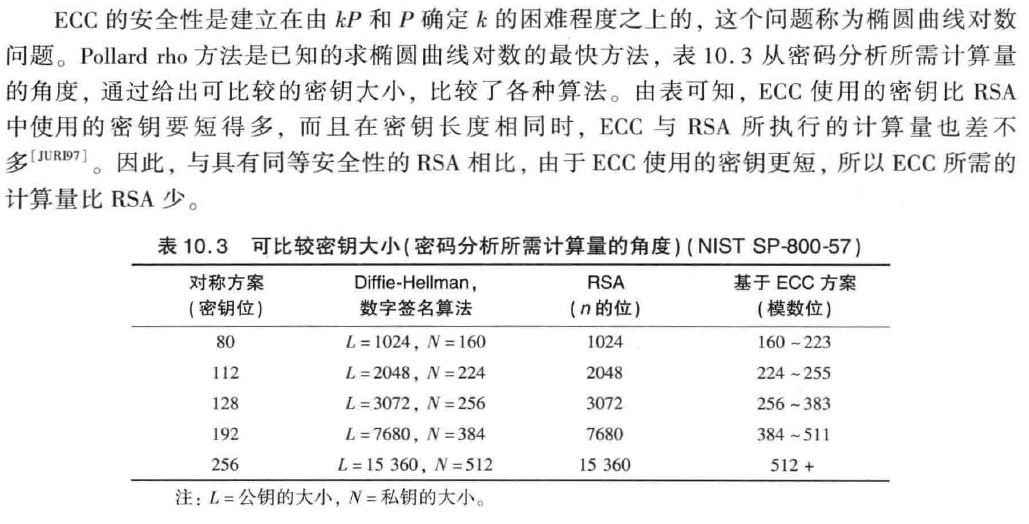 ECC 的安全性是建立在由 kP 和 P 确定 k 的困难程度之上的，这个问题称为椭圆曲线对数
问题。Pollard rho 方法是已知的求椭圆曲线对数的最快方法，表 10.3 从密码分析所需计算量
的角度，通过给出可比较的密钥大小，比较了各种算法。由表可知，ECC 使用的密钥比 RSA
中使用的密钥要短得多，而且在密钥长度相同时，ECC 与 RSA 所执行的计算量也差不
多[JURI97]。因此，与具有同等安全性的 RSA 相比，由于 ECC 使用的密钥更短，所以 ECC 所需的
计算量比 RSA 少。
表 10.3 可比较密钥大小(密码分析所需计算量的角度)(NIST SP-800-57)
对称方案 Diffie-Hellman, RSA 基于 ECC 方案
(密钥位) 数字签名算法 (n 的位) (模数位)
80 L=1024, N=160 1024 160~223
112 L=2048, N=224 2048 224~255
128 L=3072, N=256 3072 256~383
192 L=7680, N=384 7680 384~511
256 L=15 360, N=512 15 360 512+
注：L=公钥的大小，N=私钥的大小。